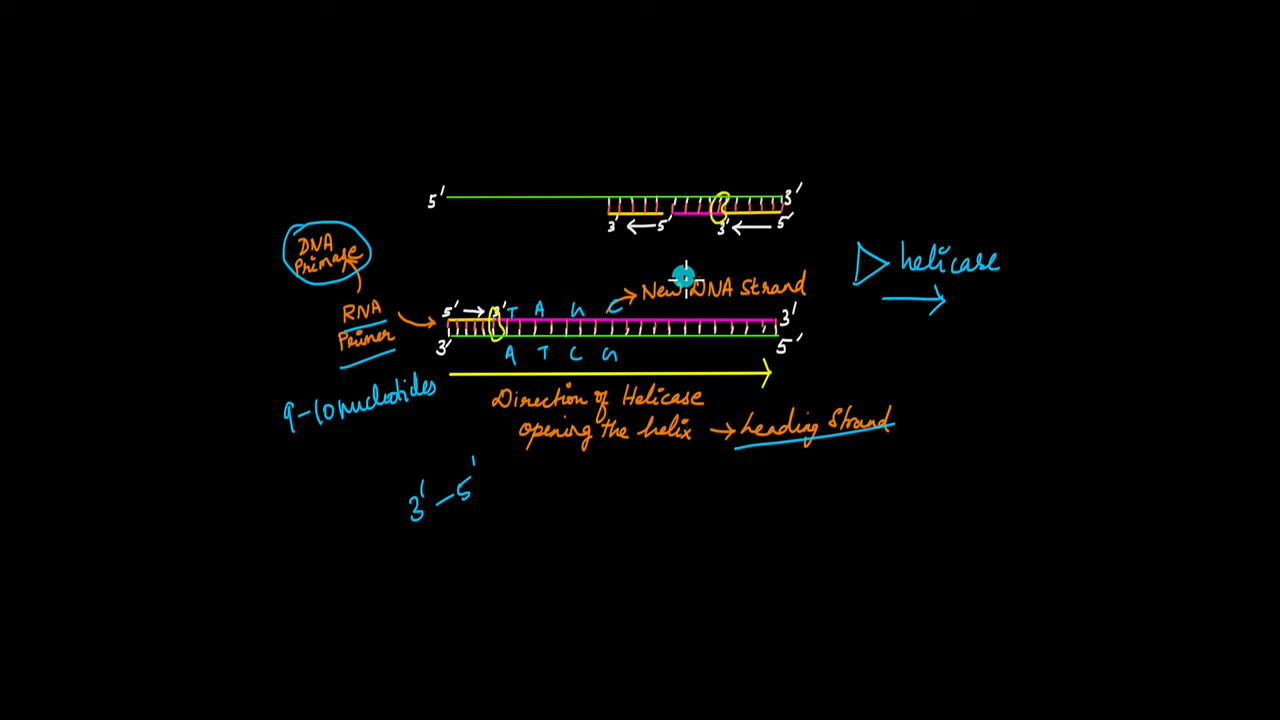 5' 3'
3' ← 5' 3' ← 5'
DNA
Primase
helicase
New DNA Strand
RNA
Primer
5' → 3' T A G C 3'
3' A T C G 5'
9-10 nucleotides
Direction of Helicase
opening the helix → Leading Strand
3'-5'